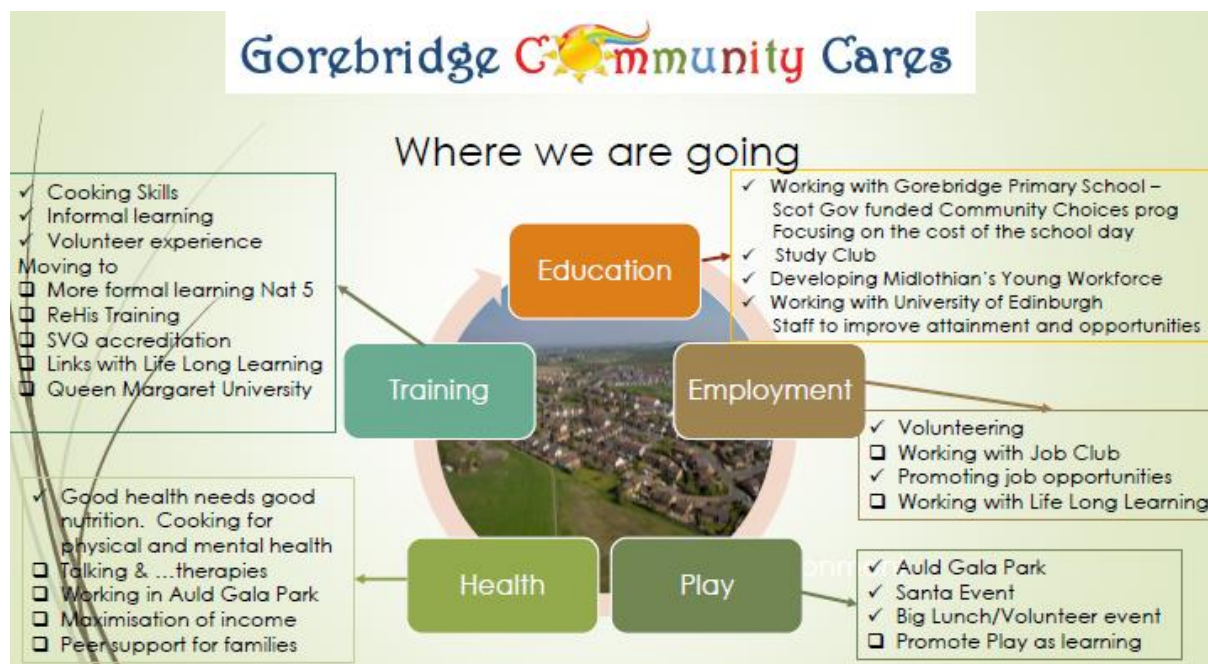 Gorebridge Community Cares
Where we are going
✓ Cooking Skills
✓ Informal learning
✓ Volunteer experience
Moving to
❑ More formal learning Nat 5
❑ ReHis Training
❑ SVQ accreditation
❑ Links with Life Long Learning
❑ Queen Margaret University
Education
✓ Working with Gorebridge Primary School –
Scot Gov funded Community Choices prog
Focusing on the cost of the school day
✓ Study Club
✓ Developing Midlothian's Young Workforce
✓ Working with University of Edinburgh
Staff to improve attainment and opportunities
Training
Employment
✓ Volunteering
❑ Working with Job Club
✓ Promoting job opportunities
❑ Working with Life Long Learning
✓ Good health needs good
nutrition. Cooking for
physical and mental health
❑ Talking & ...therapies
❑ Working in Auld Gala Park
❑ Maximisation of income
❑ Peer support for families
Health
Play
✓ Auld Gala Park
✓ Santa Event
✓ Big Lunch/Volunteer event
❑ Promote Play as learning